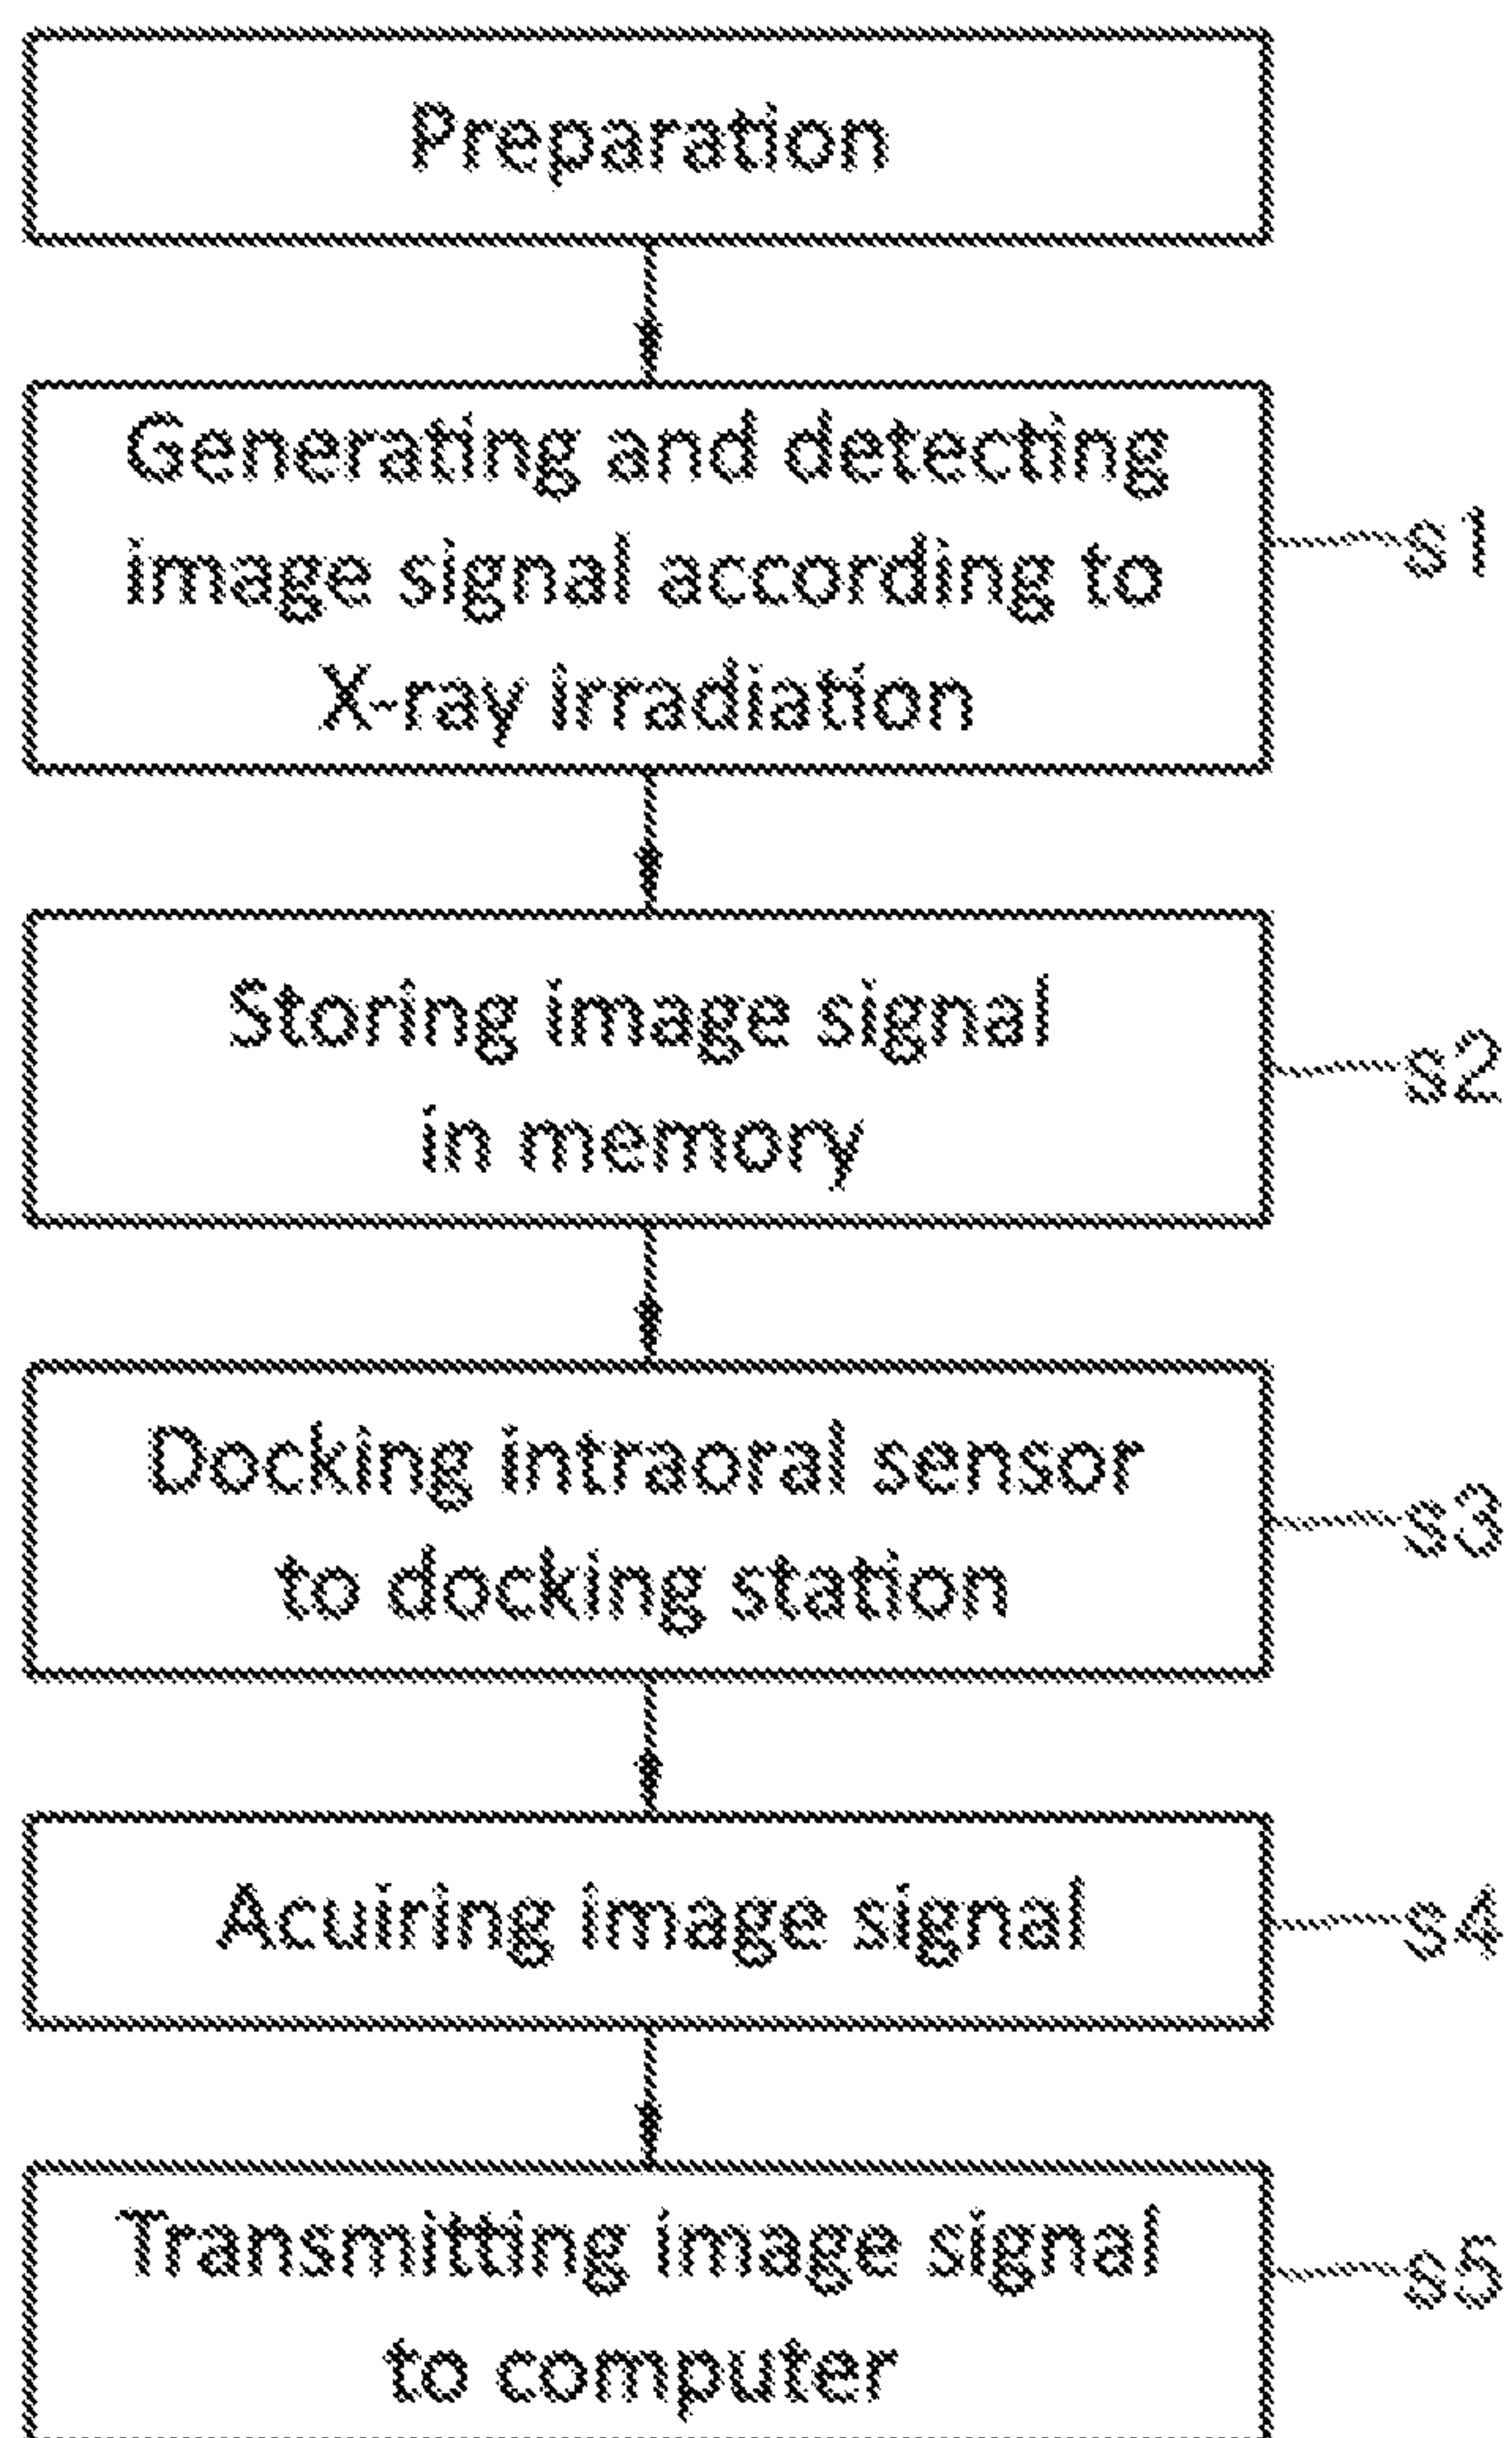 Preparation
Generating and detecting
image signal according to
X-ray irradiation
s1
Storing image signal
in memory
s2
Docking intraoral sensor
to docking station
s3
Acuiring image signal
s4
Transmitting image signal
to computer
s5